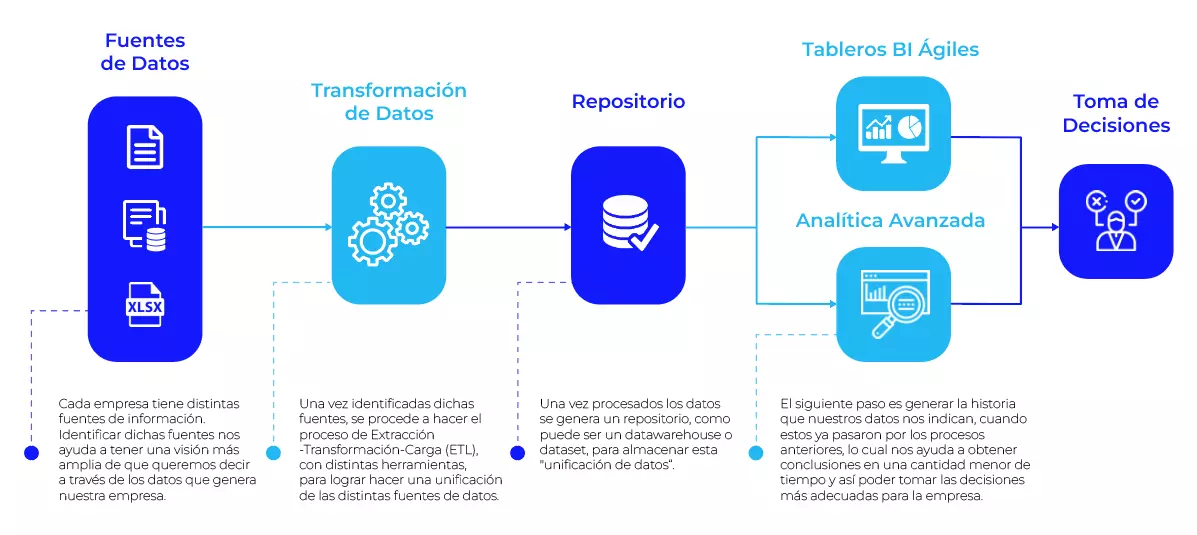 Fuentes
de Datos
Transformación
de Datos
Repositorio
Tableros BI Ágiles
Analítica Avanzada
Toma de
Decisiones
XLSX
Cada empresa tiene distintas
fuentes de información.
Identificar dichas fuentes nos
ayuda a tener una visión más
amplia de que queremos decir
a través de los datos que genera
nuestra empresa.
Una vez identificadas dichas
fuentes, se procede a hacer el
proceso de Extracción
-Transformación-Carga (ETL),
con distintas herramientas,
para lograr hacer una unificación
de las distintas fuentes de datos.
Una vez procesados los datos
se genera un repositorio, como
puede ser un datawarehouse o
dataset, para almacenar esta
"unificación de datos“.
El siguiente paso es generar la historia
que nuestros datos nos indican, cuando
estos ya pasaron por los procesos
anteriores, lo cual nos ayuda a obtener
conclusiones en una cantidad menor de
tiempo y así poder tomar las decisiones
más adecuadas para la empresa.